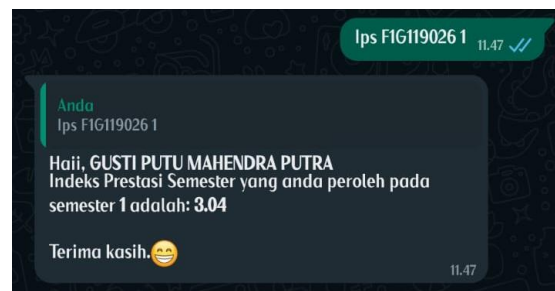 Ips F1G119026 1
11.47
Anda
Ips F1G119026 1
Haii, GUSTI PUTU MAHENDRA PUTRA
Indeks Prestasi Semester yang anda peroleh pada
semester 1 adalah: 3.04
Terima kasih.😁
11.47